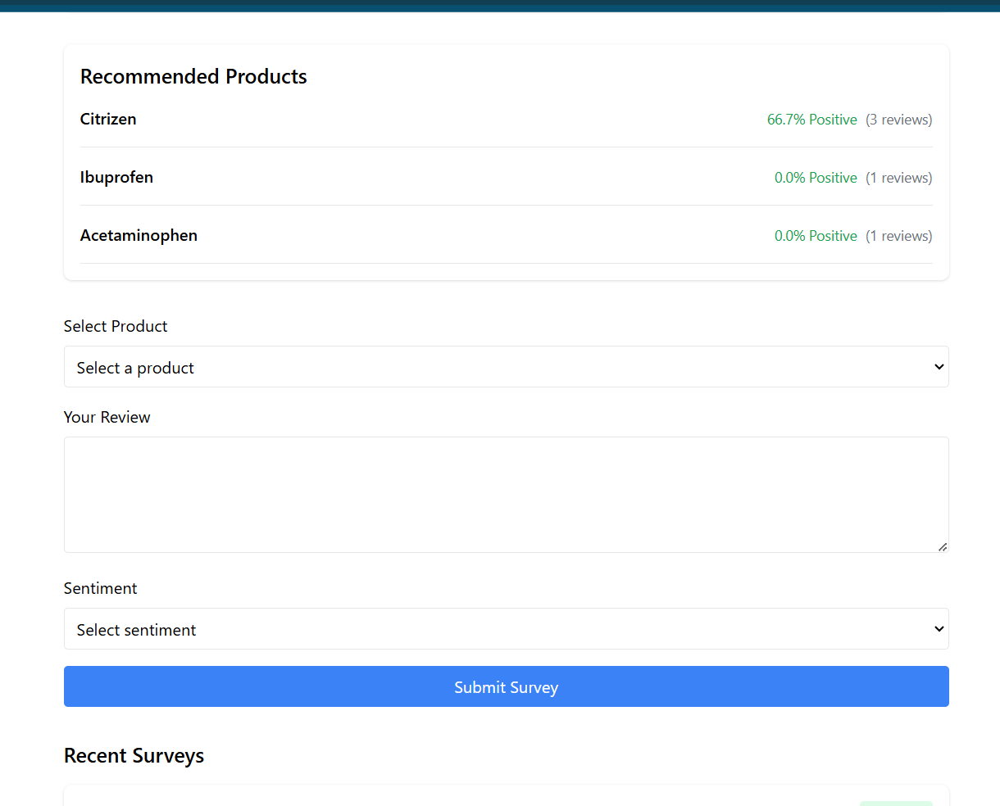 Recommended Products
Citrizen 66.7% Positive (3 reviews)
Ibuprofen 0.0% Positive (1 reviews)
Acetaminophen 0.0% Positive (1 reviews)
Select Product
Select a product
Your Review
Sentiment
Select sentiment
Submit Survey
Recent Surveys